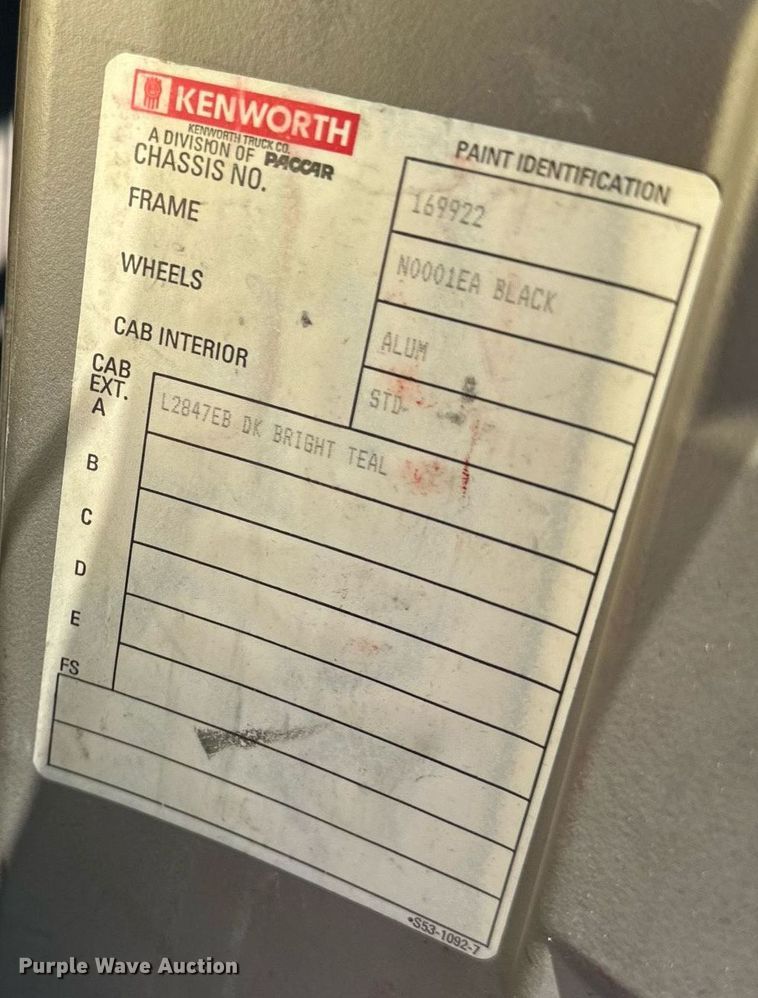 KENWORTH
KENWORTH TRUCK CO.
A DIVISION OF PACCAR
PAINT IDENTIFICATION
CHASSIS NO.
169922
FRAME
N0001EA BLACK
WHEELS
ALUM
CAB INTERIOR
STD-
CAB
EXT.
A
L2847EB DK BRIGHT TEAL
B
C
D
E
FS
•S53-1092-7
Purple Wave Auction